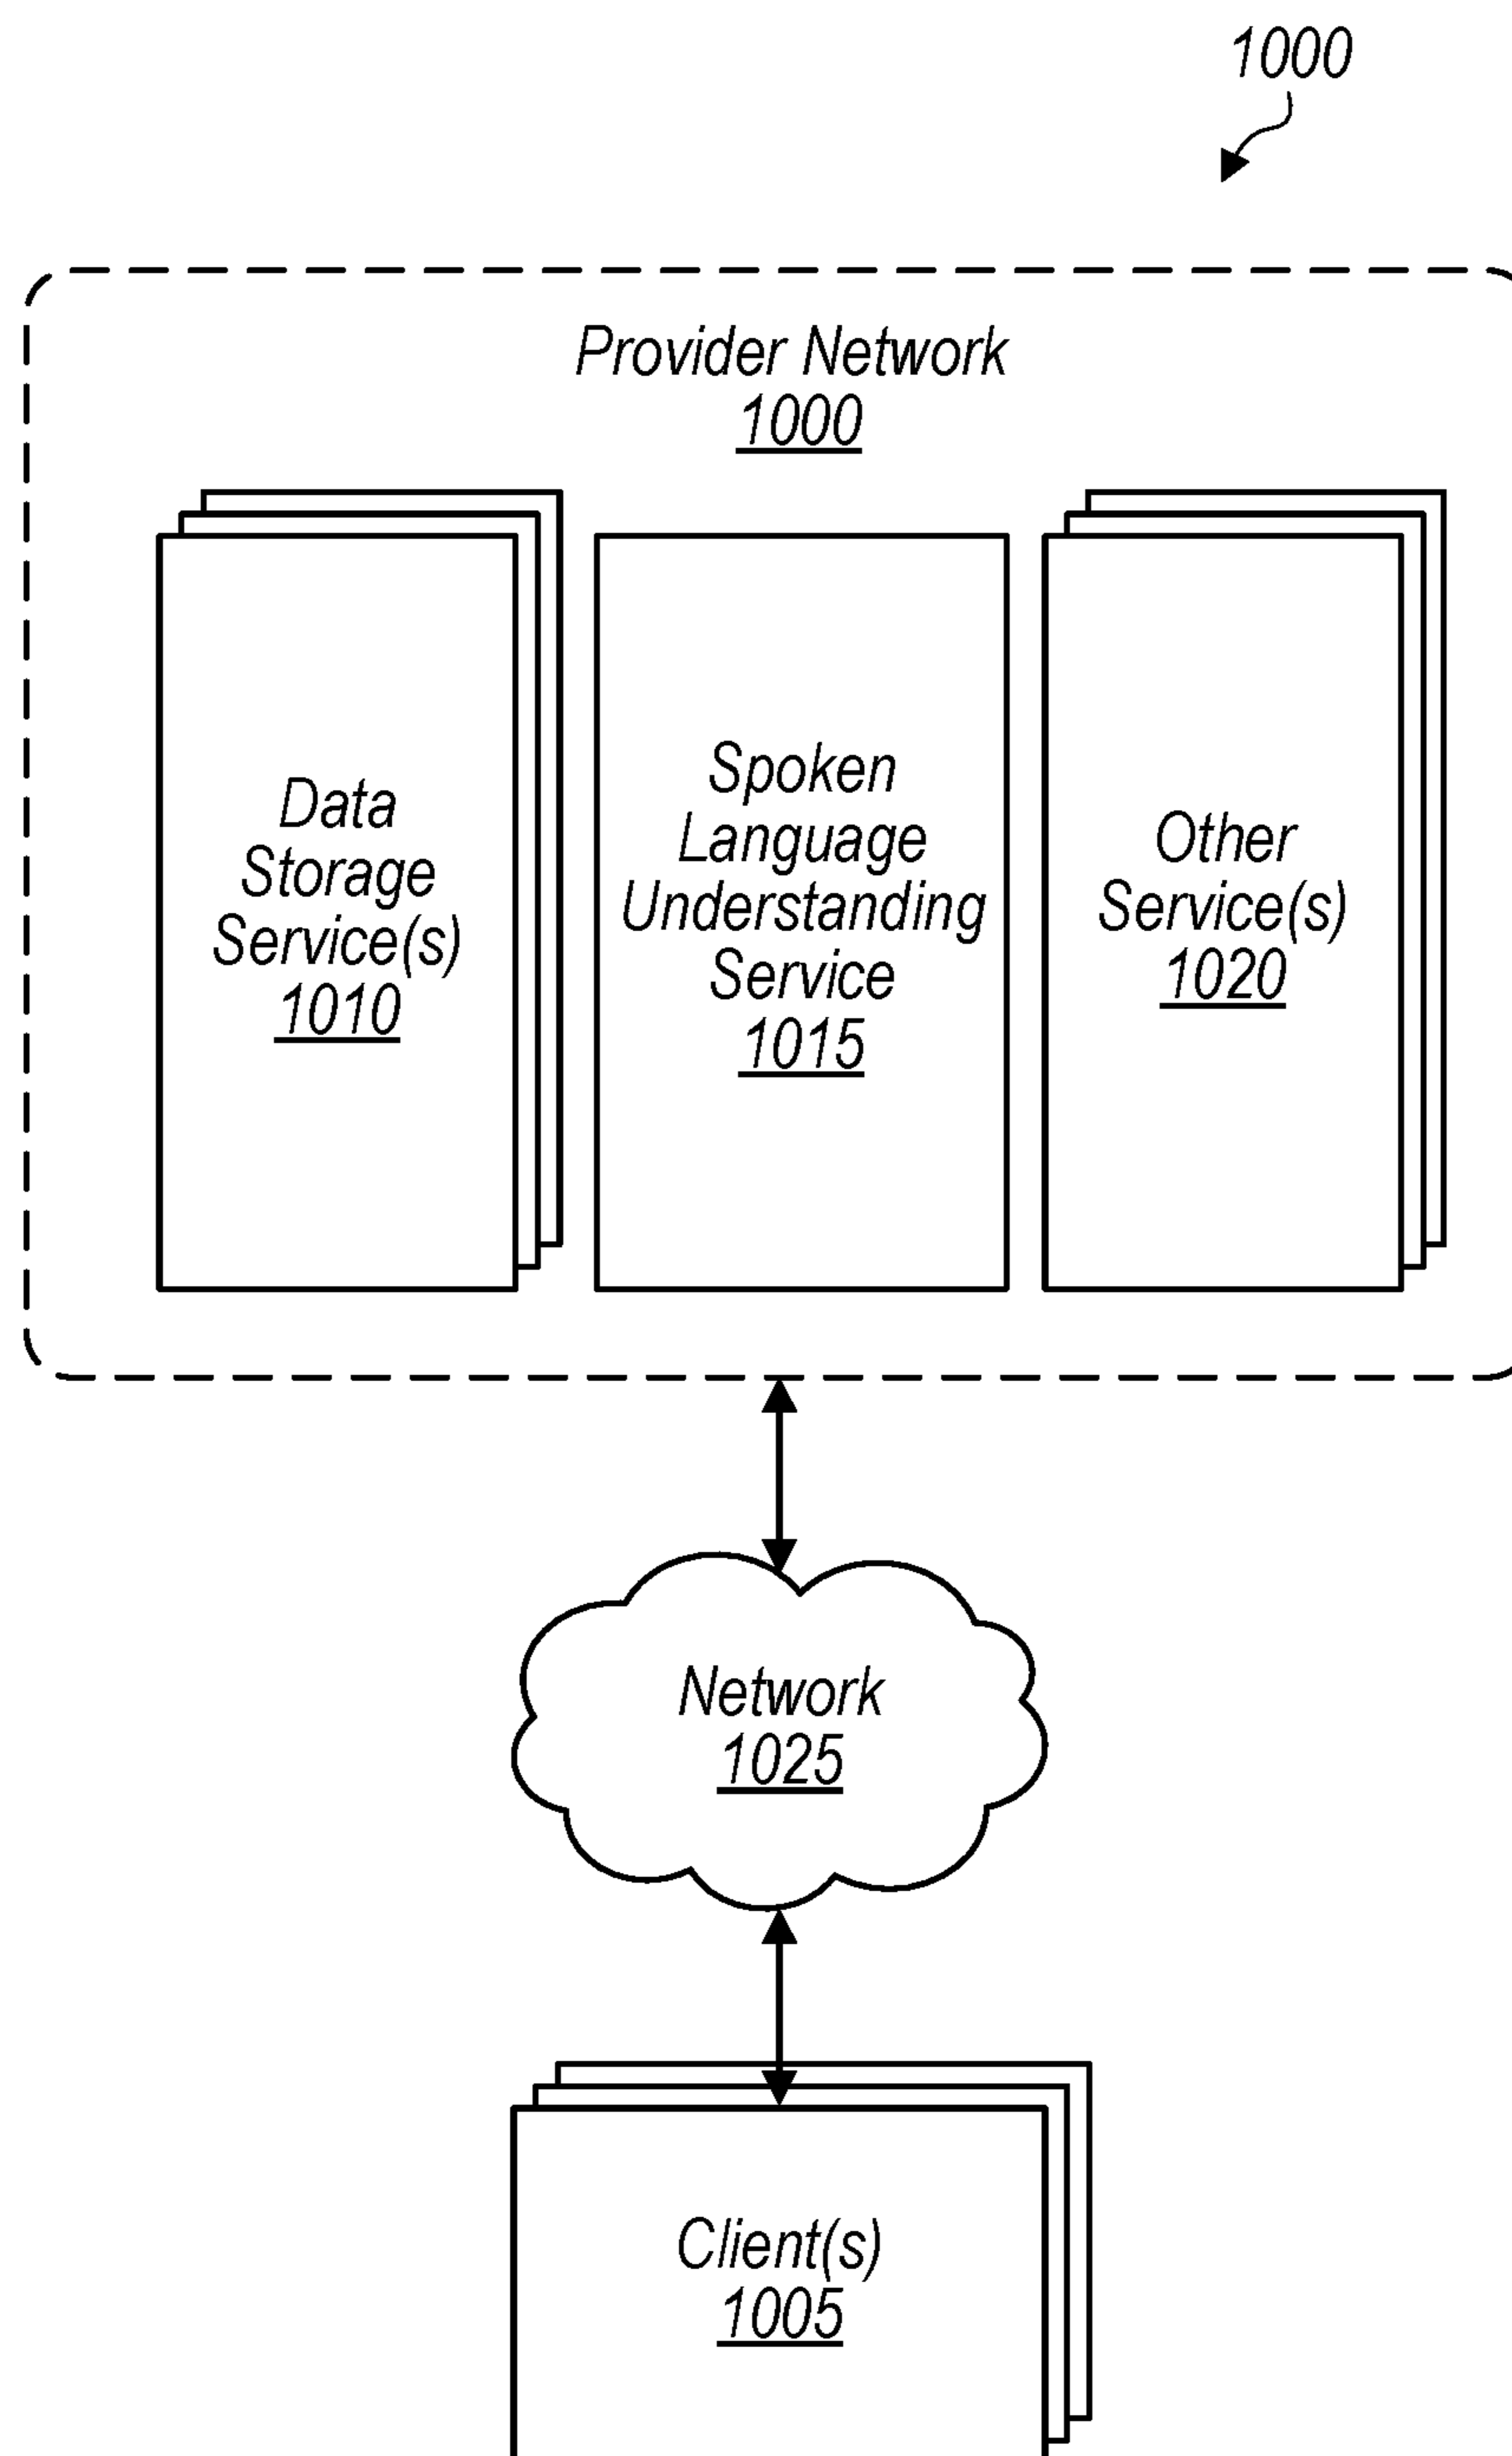 1000
Provider Network
1000
Data
Storage
Service(s)
1010
Spoken
Language
Understanding
Service
1015
Other
Service(s)
1020
Network
1025
Client(s)
1005